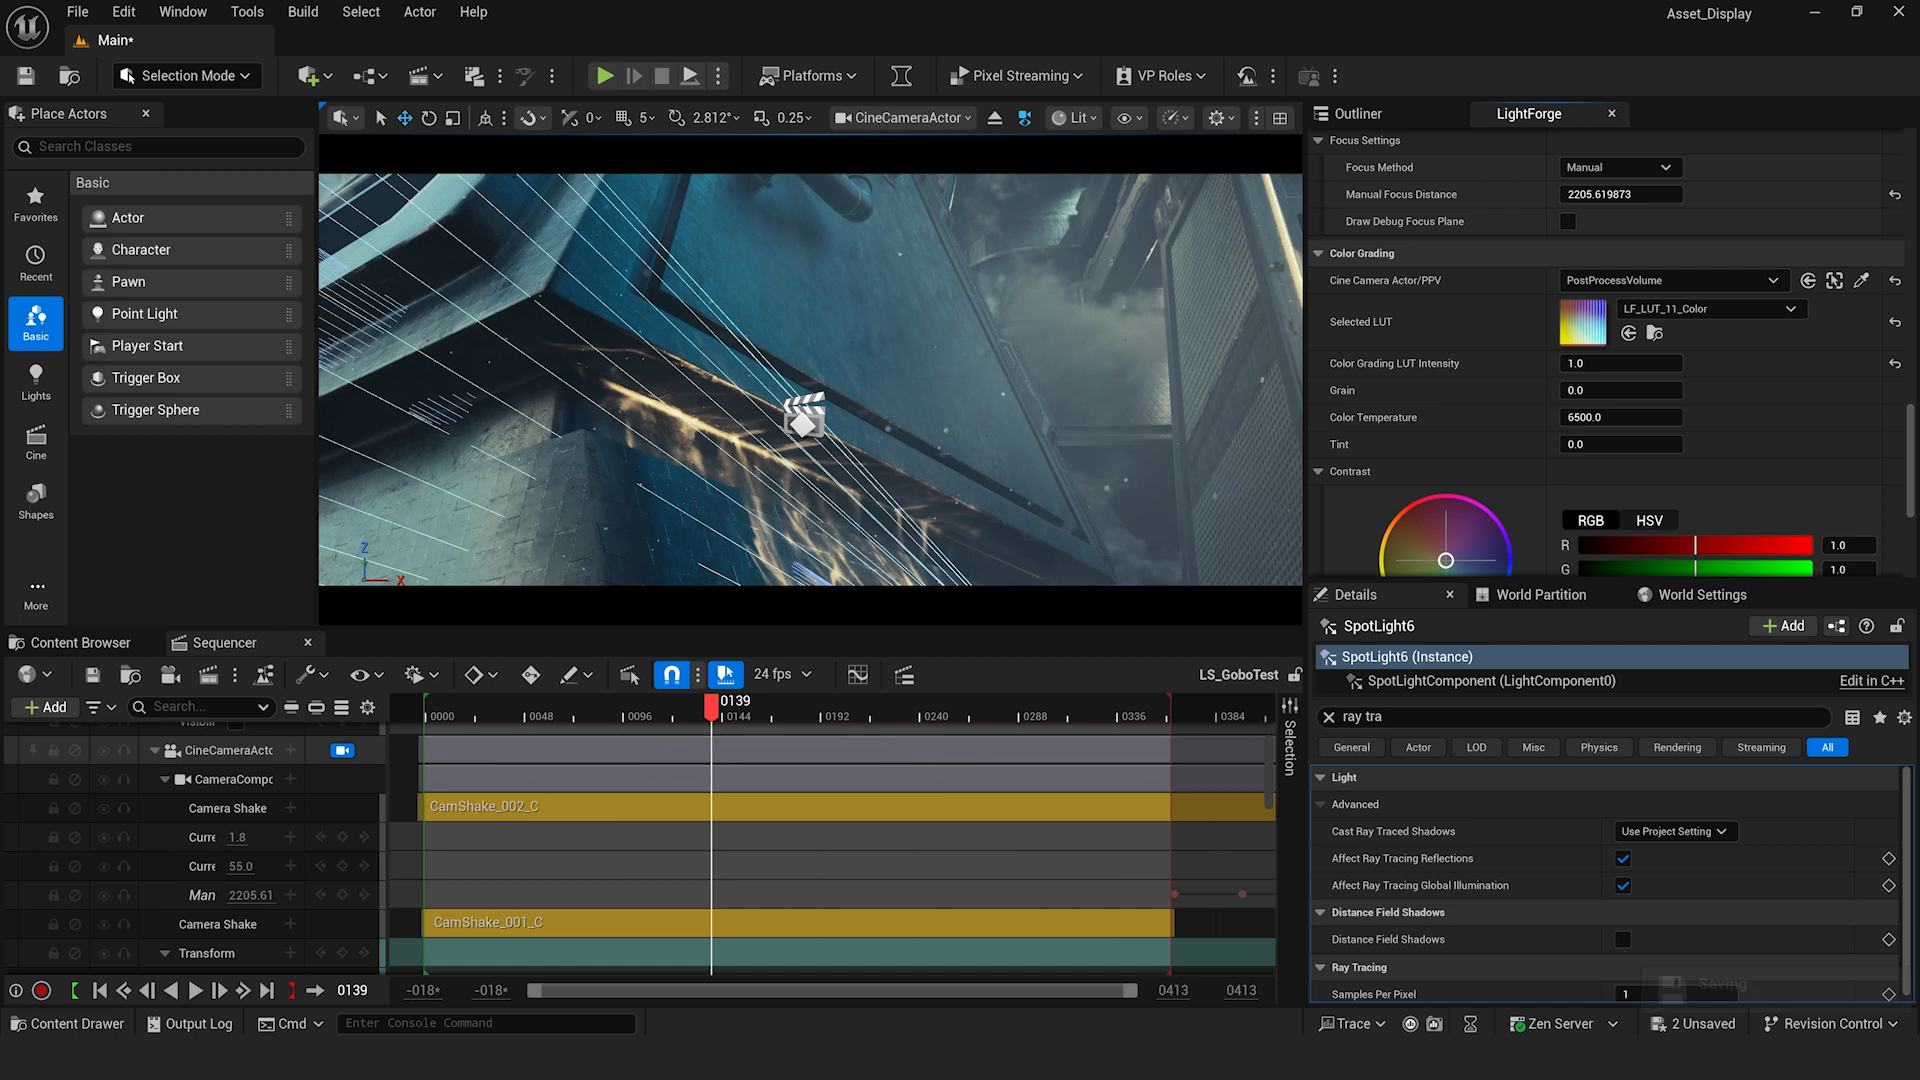 File Edit Window Tools Build Select Actor Help
Asset_Display
Main*
Selection Mode
Platforms
Pixel Streaming
VP Roles
Place Actors
Search Classes
Favorites
Recent
Basic
Lights
Cine
Shapes
More
Basic
Actor
Character
Pawn
Point Light
Player Start
Trigger Box
Trigger Sphere
0
5
2.812°
0.25
CineCameraActor
Lit
Z
X
Outliner
LightForge
Focus Settings
Focus Method Manual
Manual Focus Distance 2205.619873
Draw Debug Focus Plane
Color Grading
Cine Camera Actor/PPV PostProcessVolume
Selected LUT LF_LUT_11_Color
Color Grading LUT Intensity 1.0
Grain 0.0
Color Temperature 6500.0
Tint 0.0
Contrast
RGB HSV
R 1.0
G 1.0
Details
World Partition
World Settings
SpotLight6
Add
SpotLight6 (Instance)
SpotLightComponent (LightComponent0) Edit in C++
ray tra
General Actor LOD Misc Physics Rendering Streaming All
Light
Advanced
Cast Ray Traced Shadows Use Project Setting
Affect Ray Tracing Reflections
Affect Ray Tracing Global Illumination
Distance Field Shadows
Distance Field Shadows
Ray Tracing
Saving
Samples Per Pixel 1
Content Browser
Sequencer
24 fps
LS_GoboTest
Add
Search...
0139
0000 0048 0096 0144 0192 0240 0288 0336 0384
Selection
CineCameraActo
CameraCompo
Camera Shake
CamShake_002_C
Curre 1.8
Curre 55.0
Man 2205.61
Camera Shake
CamShake_001_C
Transform
0139
-018*
-018*
0413
0413
Content Drawer
Output Log
Cmd
Enter Console Command
Trace
Zen Server
2 Unsaved
Revision Control